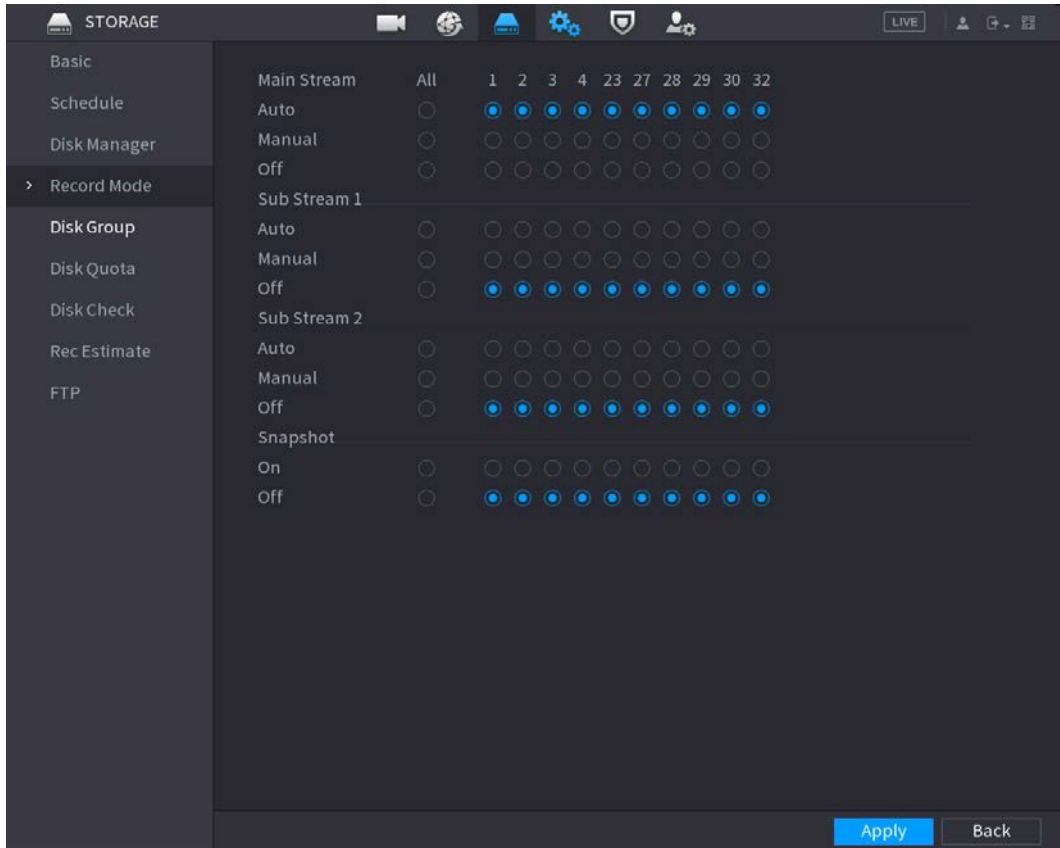 STORAGE LIVE
Basic
Schedule
Disk Manager
Record Mode
Disk Group
Disk Quota
Disk Check
Rec Estimate
FTP
Main Stream All 1 2 3 4 23 27 28 29 30 32
Auto
Manual
Off
Sub Stream 1
Auto
Manual
Off
Sub Stream 2
Auto
Manual
Off
Snapshot
On
Off
Apply Back